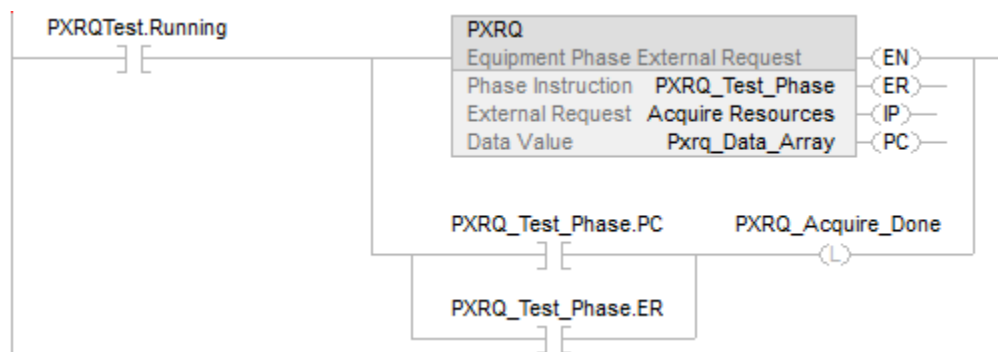 PXRQTest.Running
PXRQ
Equipment Phase External Request
EN
Phase Instruction PXRQ_Test_Phase
ER
External Request Acquire Resources
IP
Data Value Pxrq_Data_Array
PC
PXRQ_Test_Phase.PC
PXRQ_Acquire_Done
L
PXRQ_Test_Phase.ER